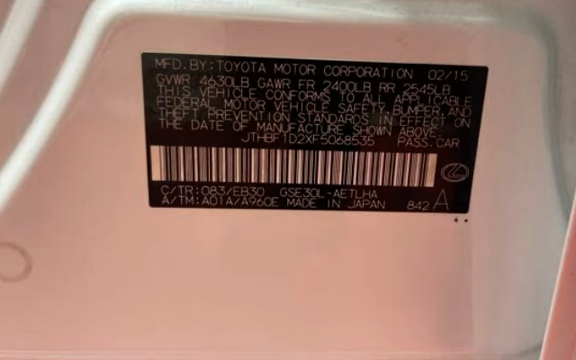 MFD.BY:TOYOTA MOTOR CORPORATION 02/15
GVWR 4630LB GAWR FR 2400LB RR 2545LB
THIS VEHICLE CONFORMS TO ALL APPLICABLE
FEDERAL MOTOR VEHICLE SAFETY, BUMPER, AND
THEFT PREVENTION STANDARDS IN EFFECT ON
THE DATE OF MANUFACTURE SHOWN ABOVE.
JTHBF1D2XF5068535 PASS.CAR
C/TR:083/EB30 GSE30L-AETLHA
A/TM:A01A/A960E MADE IN JAPAN 842 A